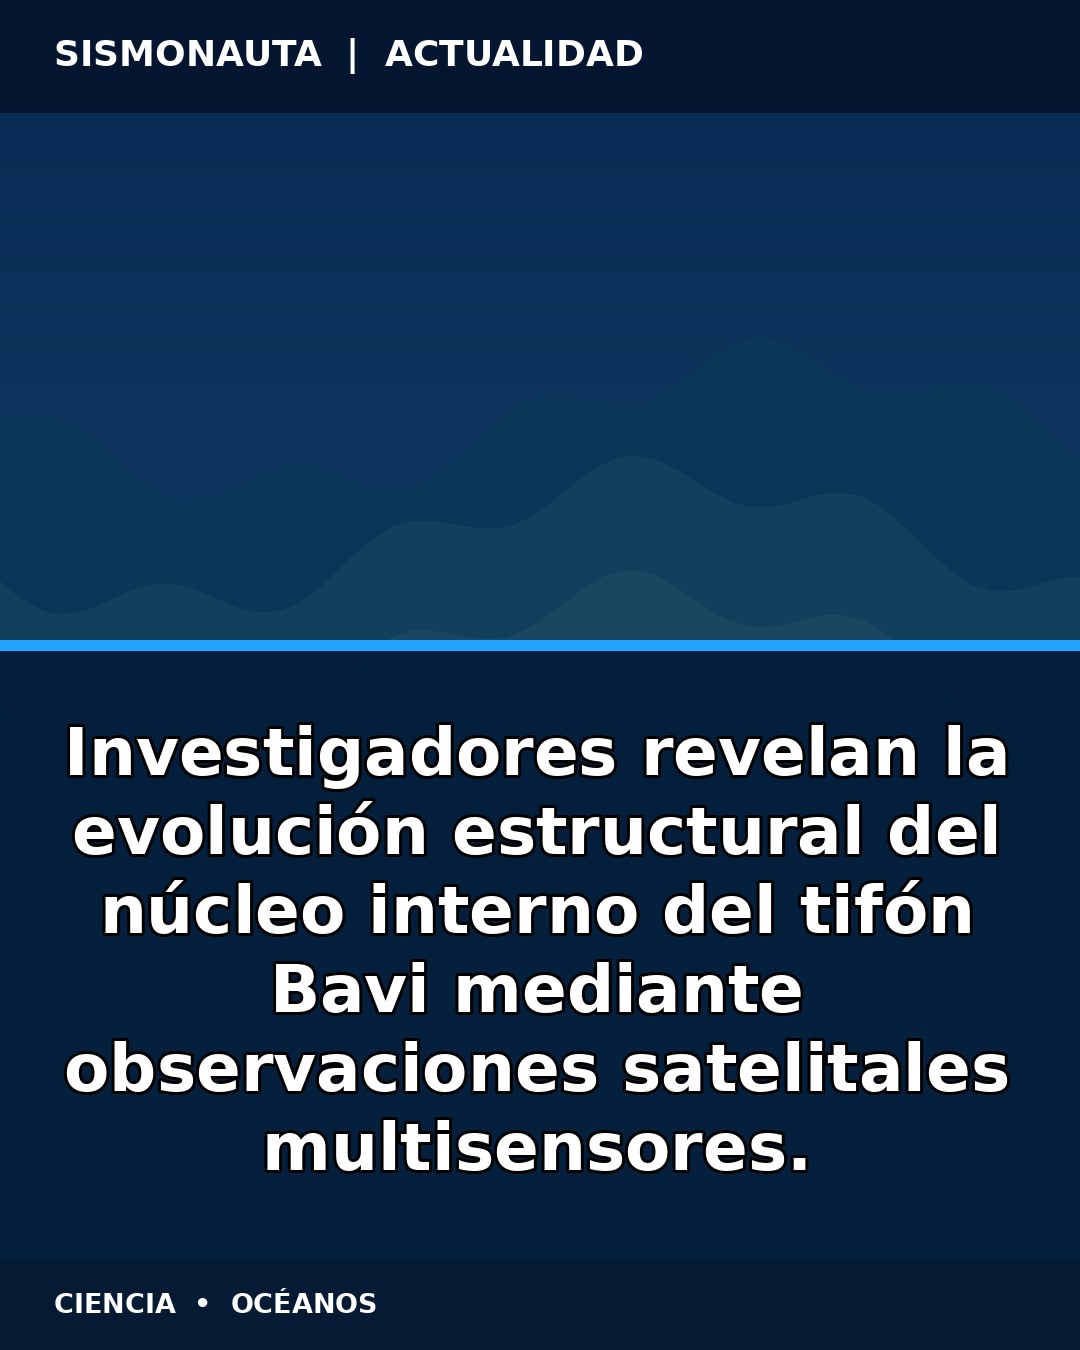 SISMONAUTA | ACTUALIDAD
Investigadores revelan la
evolución estructural del
núcleo interno del tifón
Bavi mediante
observaciones satelitales
multisensores.
CIENCIA • OCÉANOS